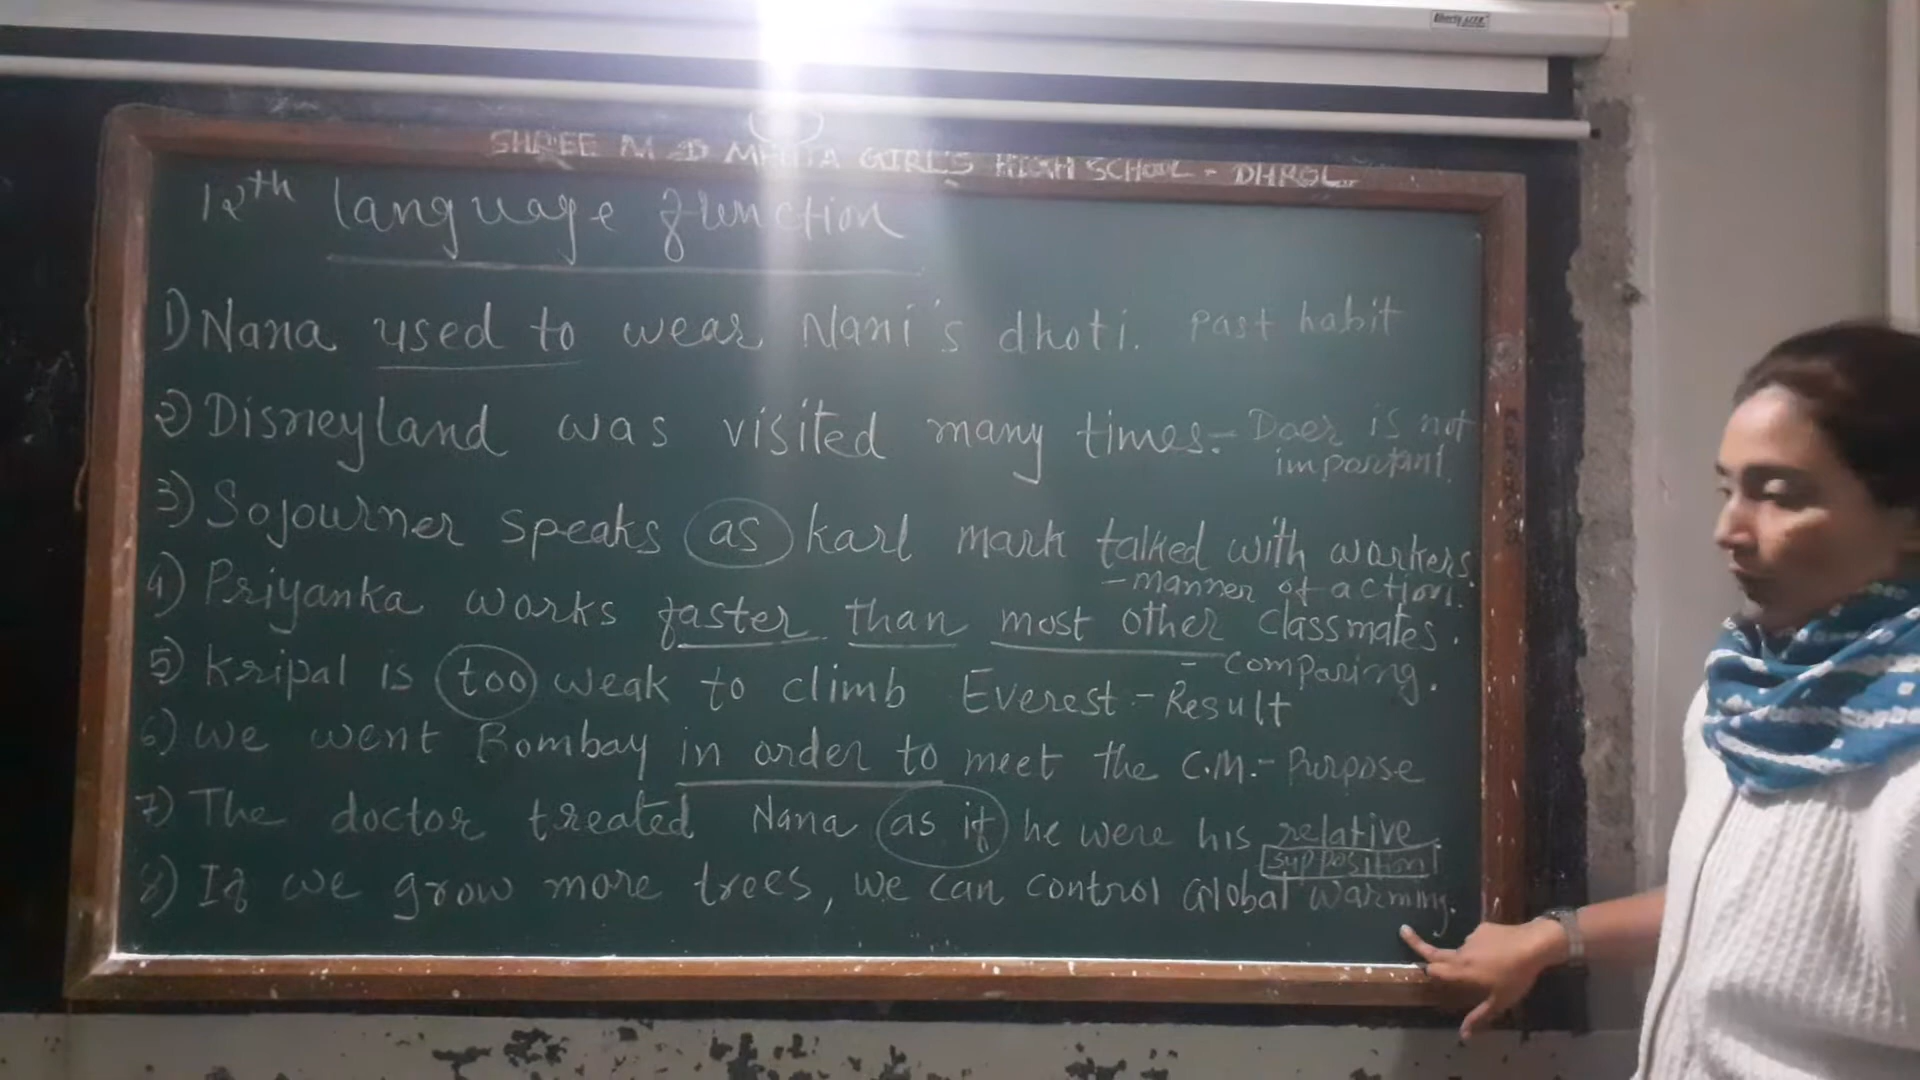 SHREE M D MEHTA GIRL'S HIGH SCHOOL - DHROL
12th language function
1) Nana used to wear Nani's dhoti. Past habit
2) Disneyland was visited many times. - Doer is not
important.
3) Sojourner speaks as karl mark talked with workers.
- manner of action.
4) Priyanka works faster than most other classmates.
- comparing.
5) Kripal is too weak to climb Everest - Result
6) we went Bombay in order to meet the C.M. - Purpose
7) The doctor treated Nana as if he were his relative.
supposition
8) If we grow more trees, we can control Global warming.